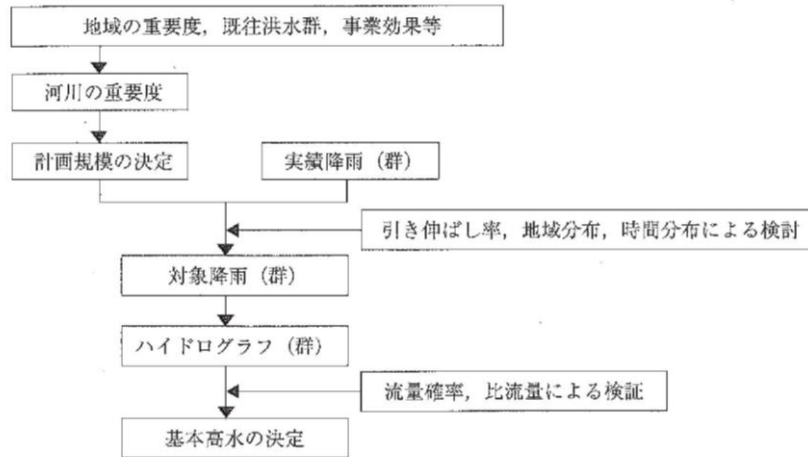 地域の重要度，既往洪水群，事業効果等
河川の重要度
計画規模の決定
実績降雨（群）
引き伸ばし率，地域分布，時間分布による検討
対象降雨（群）
ハイドログラフ（群）
流量確率，比流量による検証
基本高水の決定